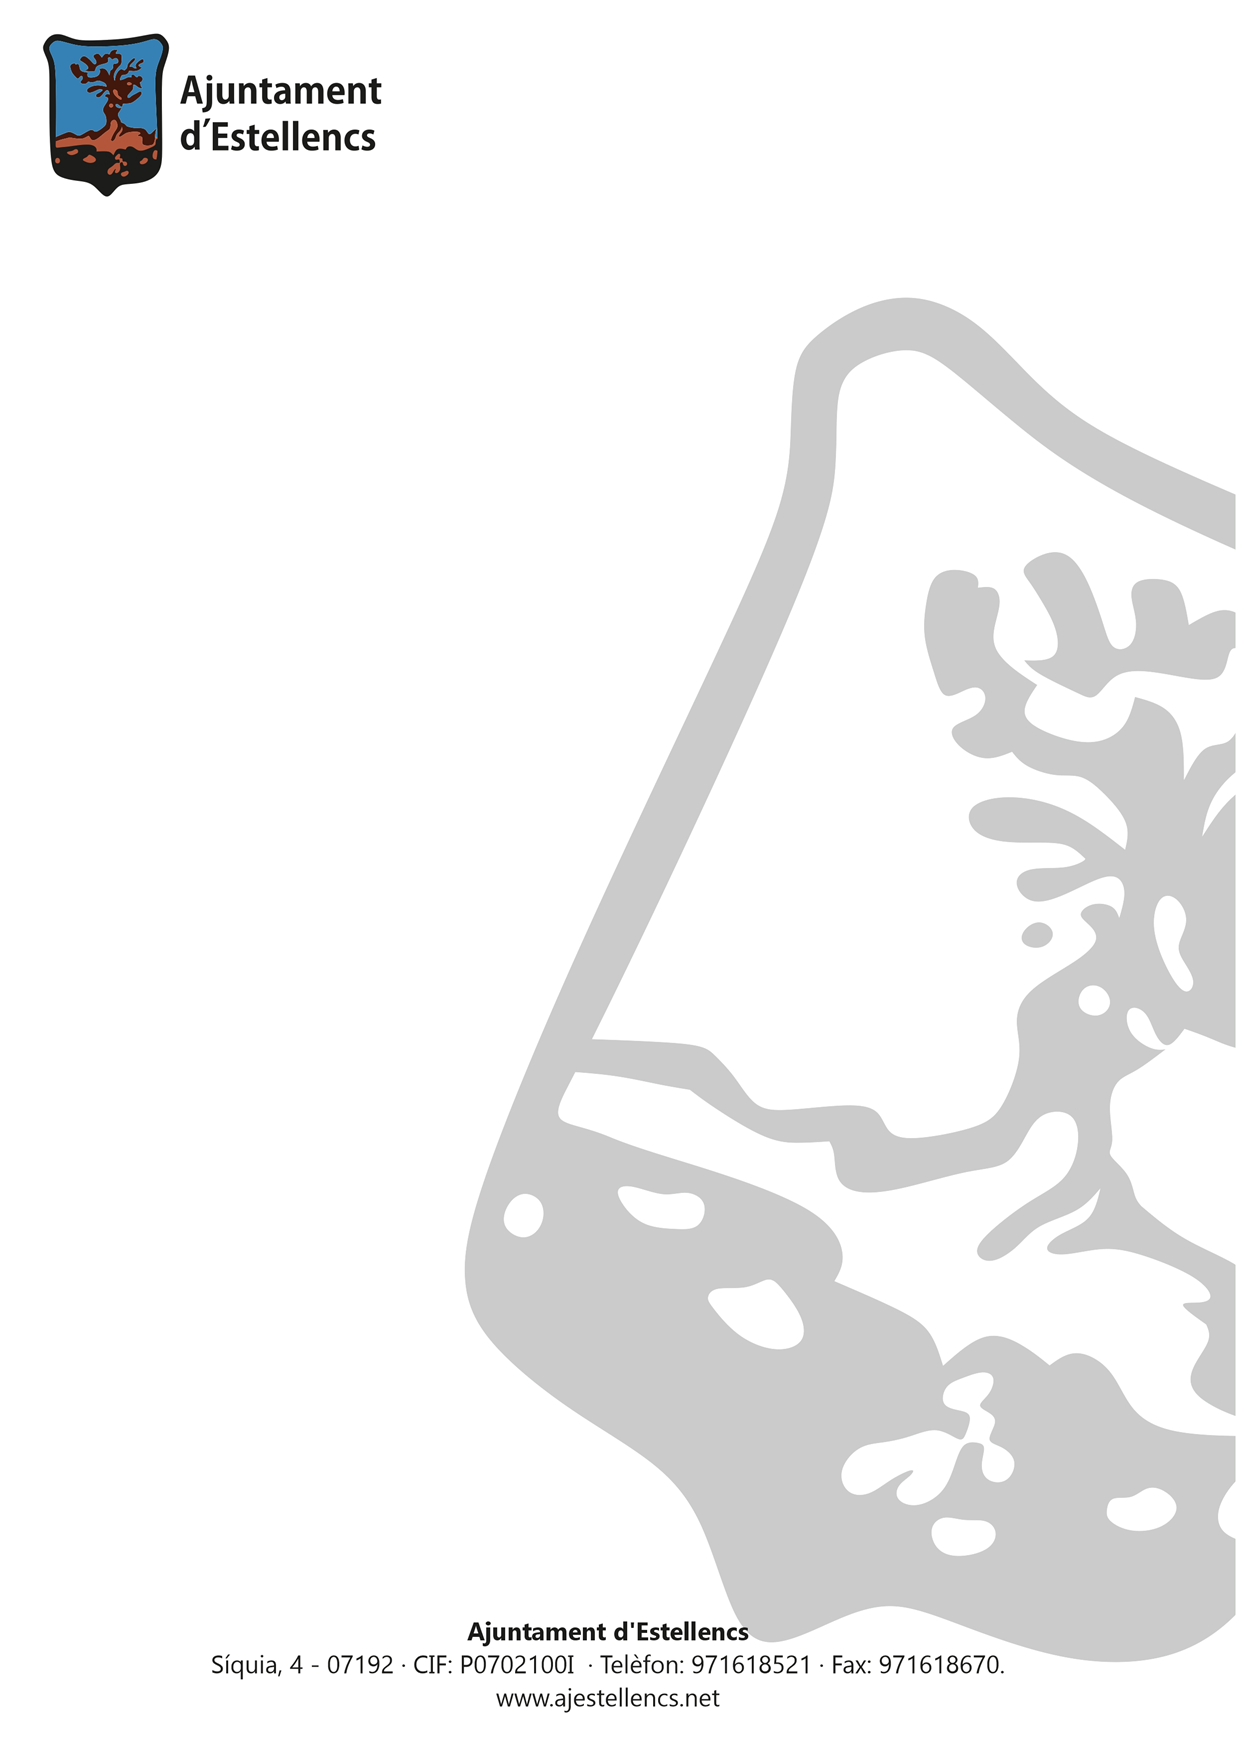 Ajuntament
d´Estellencs
Ajuntament d'Estellencs
Síquia, 4 - 07192 · CIF: P0702100I · Telèfon: 971618521 · Fax: 971618670.
www.ajestellencs.net